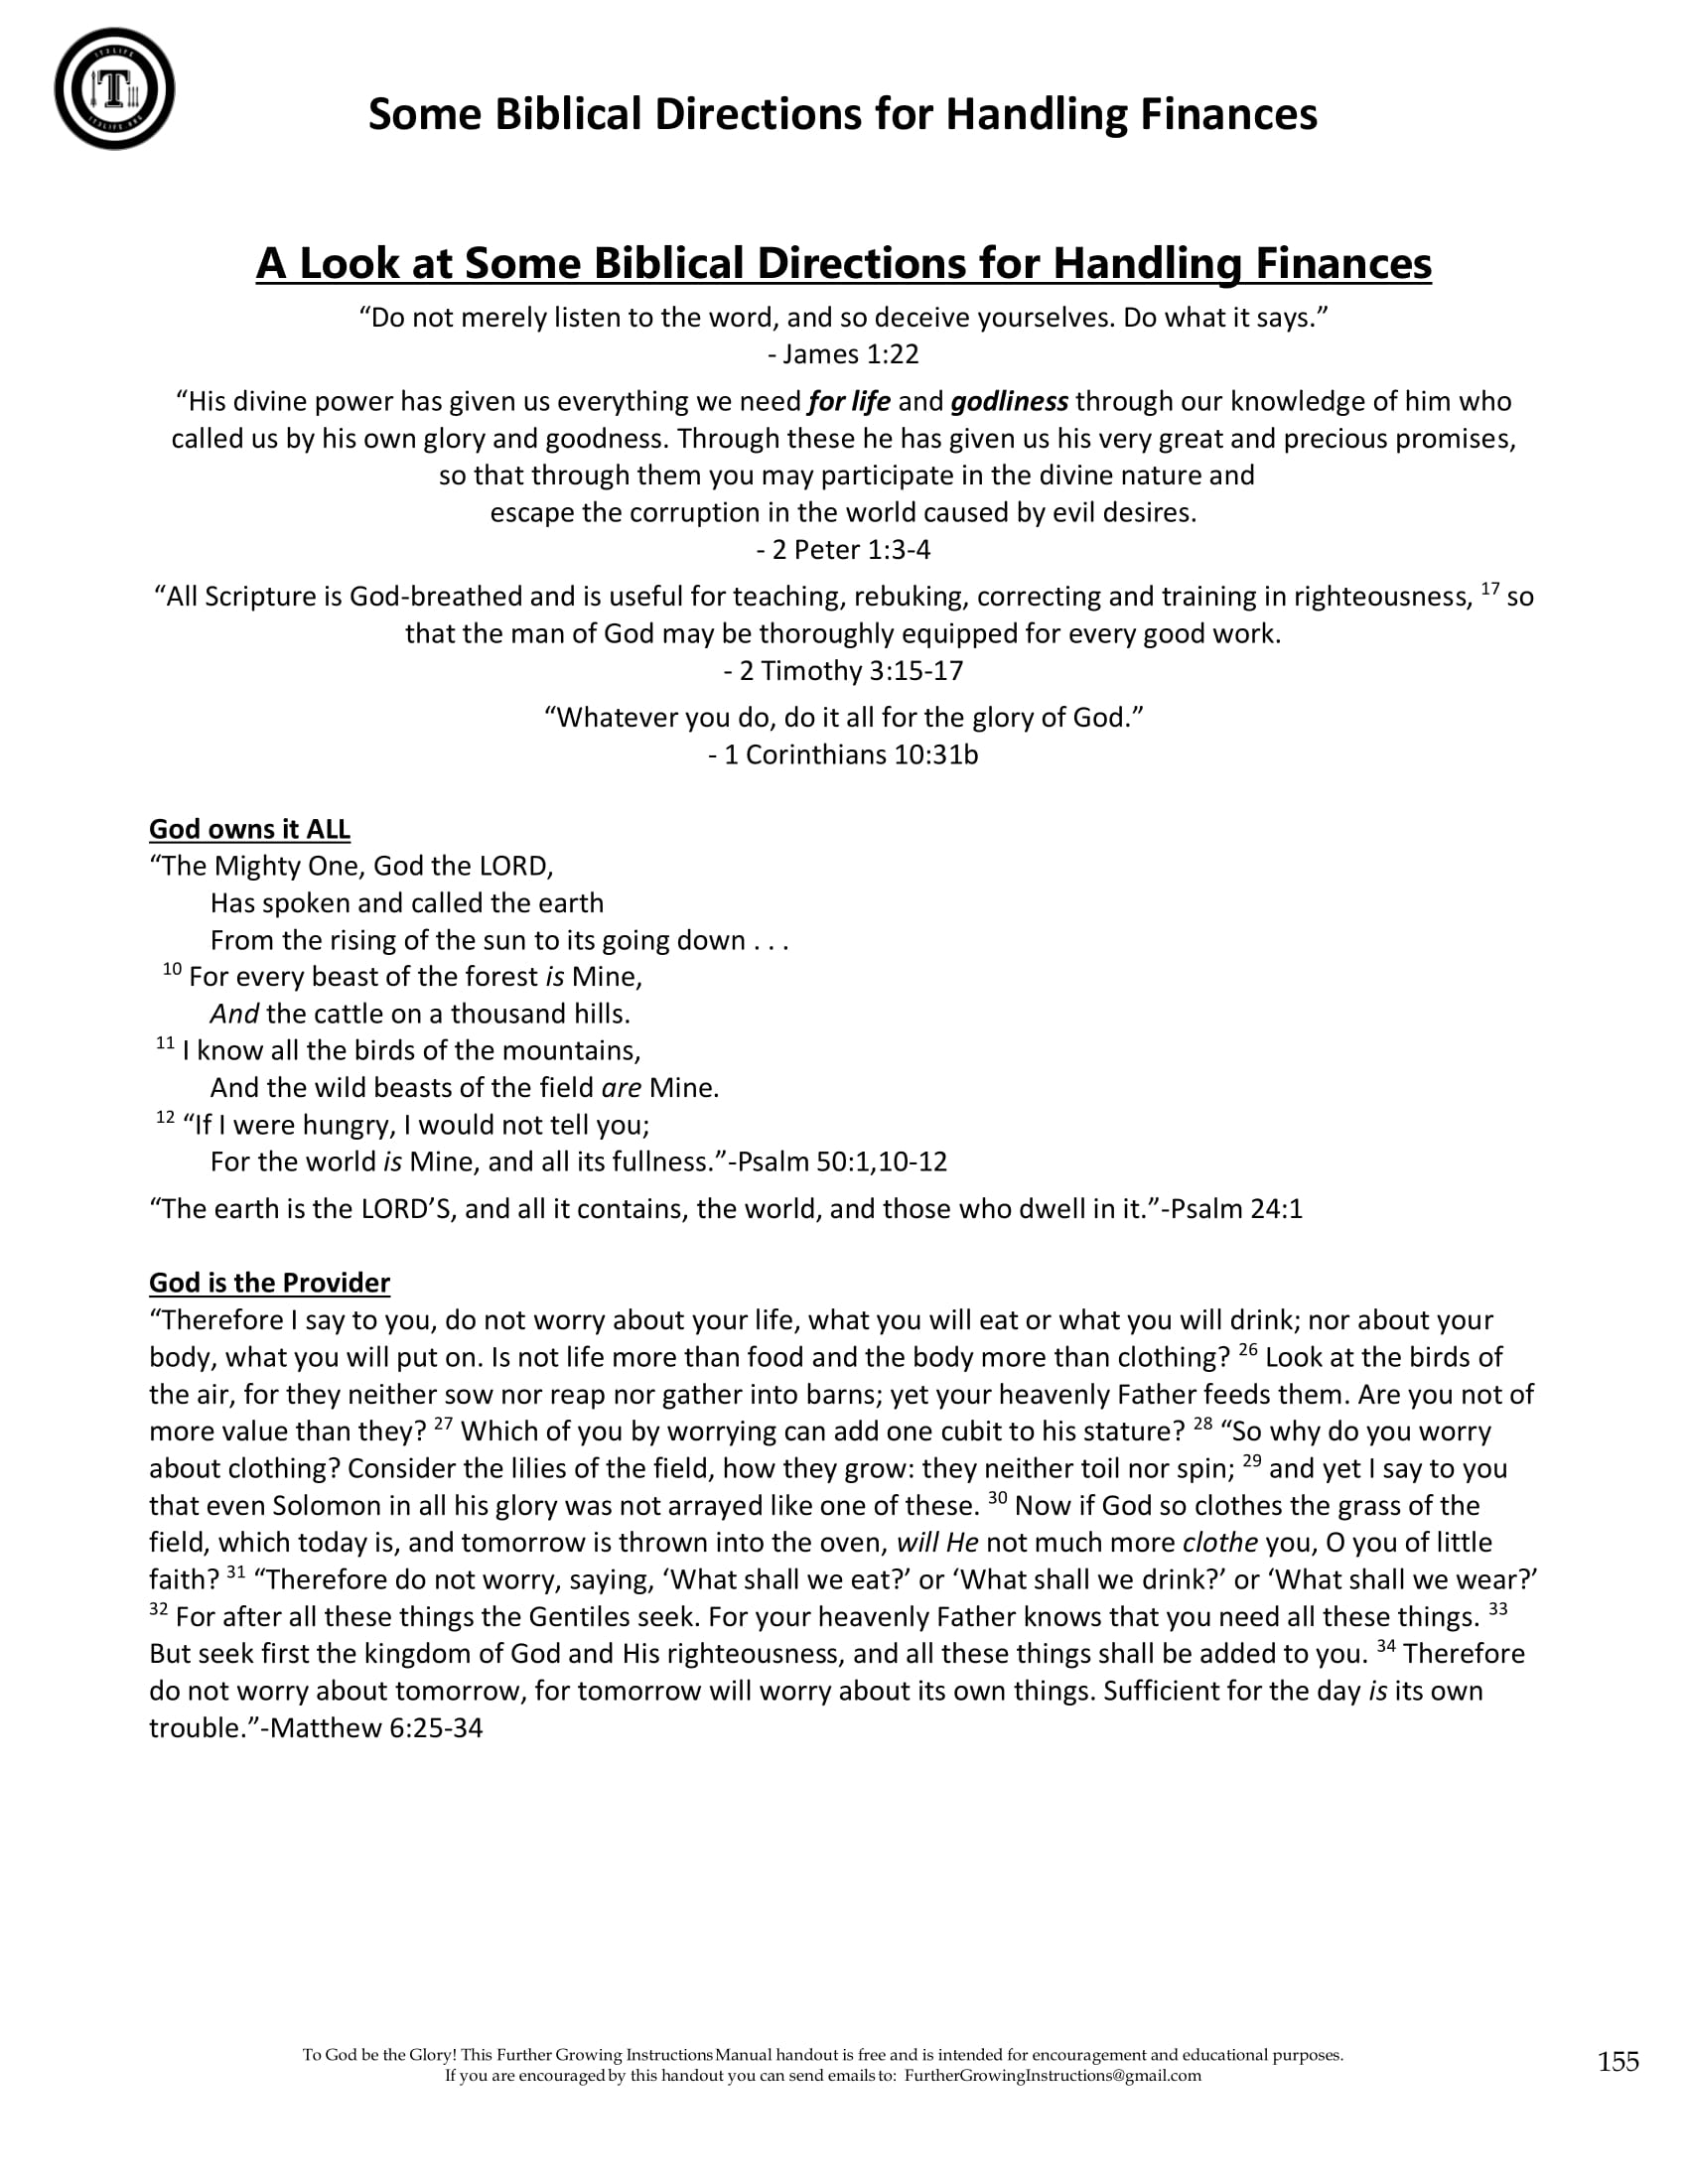 T
Some Biblical Directions for Handling Finances
A Look at Some Biblical Directions for Handling Finances
“Do not merely listen to the word, and so deceive yourselves. Do what it says.”
- James 1:22
“His divine power has given us everything we need for life and godliness through our knowledge of him who
called us by his own glory and goodness. Through these he has given us his very great and precious promises,
so that through them you may participate in the divine nature and
escape the corruption in the world caused by evil desires.
- 2 Peter 1:3-4
“All Scripture is God-breathed and is useful for teaching, rebuking, correcting and training in righteousness, 17 so
that the man of God may be thoroughly equipped for every good work.
- 2 Timothy 3:15-17
“Whatever you do, do it all for the glory of God.”
- 1 Corinthians 10:31b
God owns it ALL
“The Mighty One, God the LORD,
Has spoken and called the earth
From the rising of the sun to its going down . . .
10 For every beast of the forest is Mine,
And the cattle on a thousand hills.
11 I know all the birds of the mountains,
And the wild beasts of the field are Mine.
12 “If I were hungry, I would not tell you;
For the world is Mine, and all its fullness.”-Psalm 50:1,10-12
“The earth is the LORD’S, and all it contains, the world, and those who dwell in it.”-Psalm 24:1
God is the Provider
“Therefore I say to you, do not worry about your life, what you will eat or what you will drink; nor about your
body, what you will put on. Is not life more than food and the body more than clothing? 26 Look at the birds of
the air, for they neither sow nor reap nor gather into barns; yet your heavenly Father feeds them. Are you not of
more value than they? 27 Which of you by worrying can add one cubit to his stature? 28 “So why do you worry
about clothing? Consider the lilies of the field, how they grow: they neither toil nor spin; 29 and yet I say to you
that even Solomon in all his glory was not arrayed like one of these. 30 Now if God so clothes the grass of the
field, which today is, and tomorrow is thrown into the oven, will He not much more clothe you, O you of little
faith? 31 “Therefore do not worry, saying, ‘What shall we eat?’ or ‘What shall we drink?’ or ‘What shall we wear?’
32 For after all these things the Gentiles seek. For your heavenly Father knows that you need all these things. 33
But seek first the kingdom of God and His righteousness, and all these things shall be added to you. 34 Therefore
do not worry about tomorrow, for tomorrow will worry about its own things. Sufficient for the day is its own
trouble.”-Matthew 6:25-34
To God be the Glory! This Further Growing Instructions Manual handout is free and is intended for encouragement and educational purposes.
If you are encouraged by this handout you can send emails to: FurtherGrowingInstructions@gmail.com
155